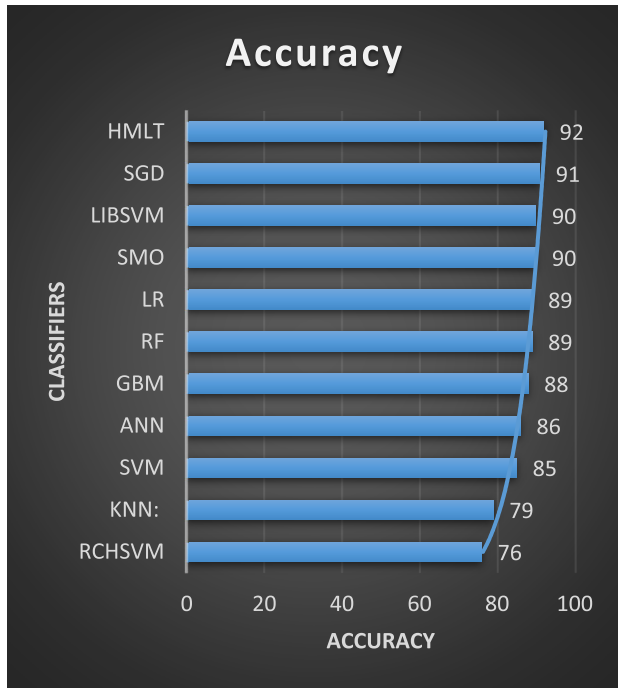 Accuracy
HMLT 92
SGD 91
LIBSVM 90
SMO 90
LR 89
RF 89
GBM 88
ANN 86
SVM 85
KNN: 79
RCHSVM 76
CLASSIFIERS
0 20 40 60 80 100
ACCURACY